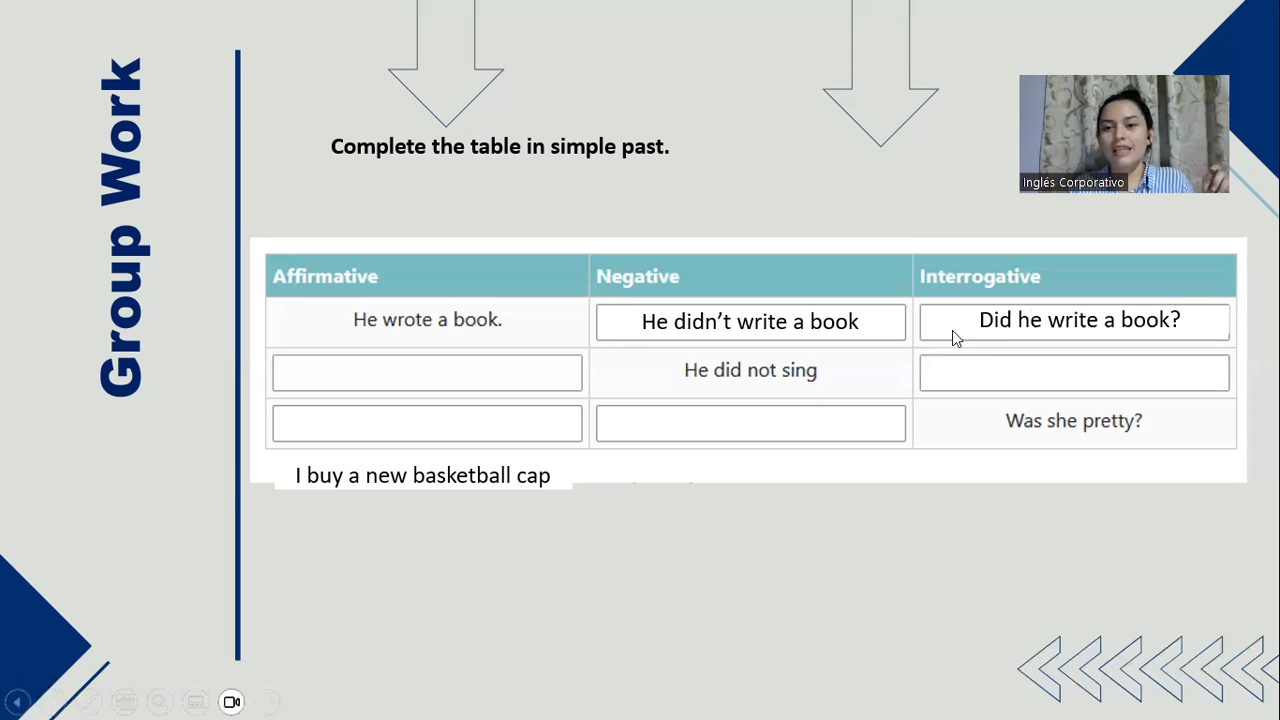 Group Work
Complete the table in simple past.
Inglés Corporativo
Affirmative Negative Interrogative
He wrote a book. He didn’t write a book Did he write a book?
He did not sing
Was she pretty?
I buy a new basketball cap